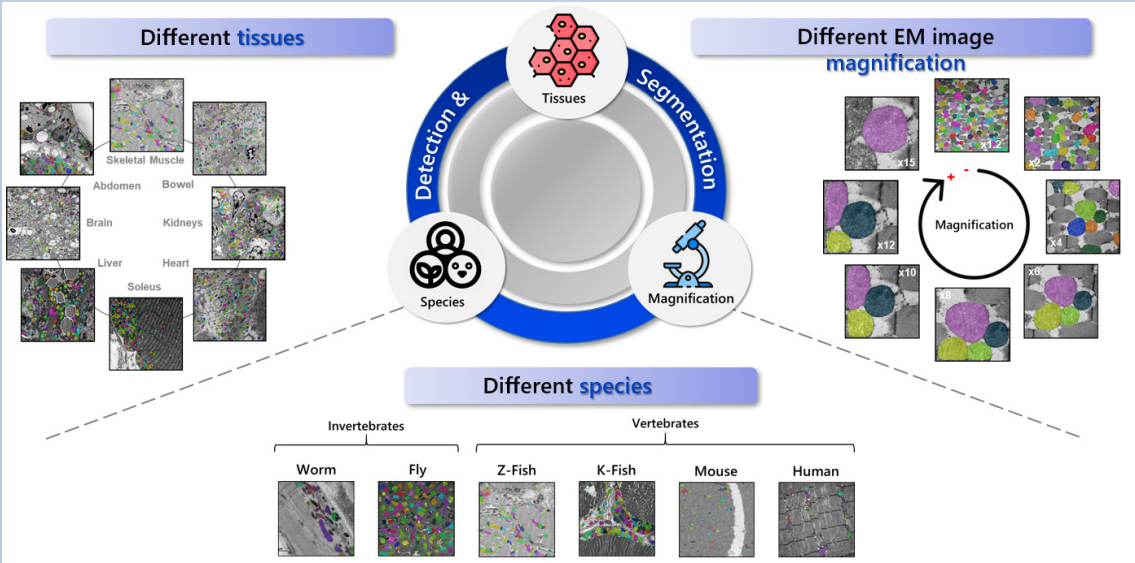 Different tissues
Skeletal Muscle
Abdomen
Bowel
Brain
Kidneys
Liver
Heart
Soleus
Detection &
Segmentation
Tissues
Species
Magnification
Different EM image
magnification
x1,2
x2
x4
x6
x8
x10
x12
x15
+ -
Magnification
Different species
Invertebrates
Vertebrates
Worm
Fly
Z-Fish
K-Fish
Mouse
Human